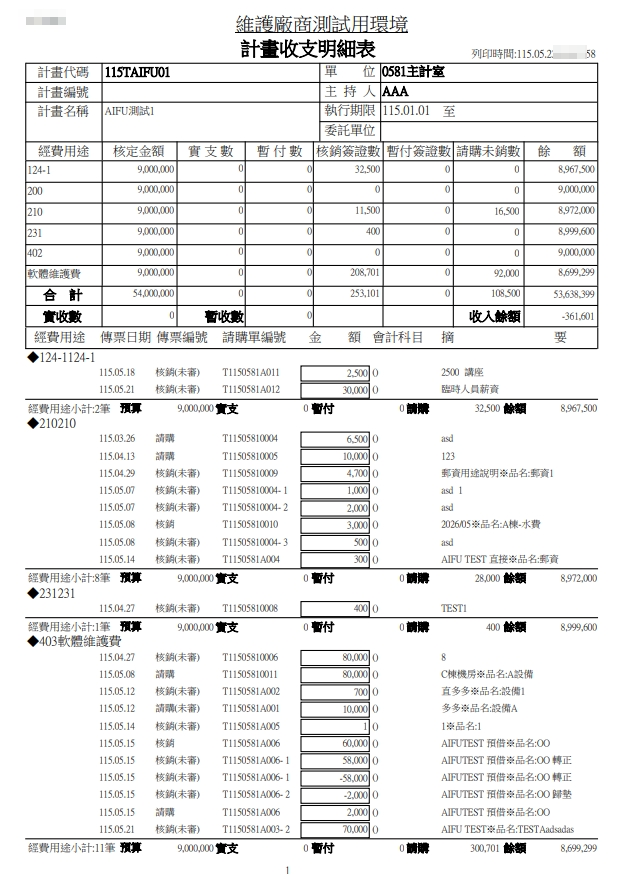 維護廠商測試用環境
計畫收支明細表
列印時間:115.05.2 58
計畫代碼 115TAIFU01 單 位 0581主計室
計畫編號 主 持 人 AAA
計畫名稱 AIFU測試1 執行期限 115.01.01 至
委託單位
經費用途 核定金額 實 支 數 暫 付 數 核銷簽證數 暫付簽證數 請購未銷數 餘 額
124-1 9,000,000 0 0 32,500 0 0 8,967,500
200 9,000,000 0 0 0 0 0 9,000,000
210 9,000,000 0 0 11,500 0 16,500 8,972,000
231 9,000,000 0 0 400 0 0 8,999,600
402 9,000,000 0 0 0 0 0 9,000,000
軟體維護費 9,000,000 0 0 208,701 0 92,000 8,699,299
合 計 54,000,000 0 0 253,101 0 108,500 53,638,399
實收數 0 暫收數 0 收入餘額 -361,601
經費用途 傳票日期 傳票編號 請購單編號 金 額 會計科目 摘 要
◆124-1124-1
115.05.18 核銷(未審) T1150581A011 2,500 () 2500 講座
115.05.21 核銷(未審) T1150581A012 30,000 () 臨時人員薪資
經費用途小計:2筆 預算 9,000,000 實支 0 暫付 0 請購 32,500 餘額 8,967,500
◆210210
115.03.26 請購 T11505810004 6,500 () asd
115.04.13 請購 T11505810005 10,000 () 123
115.04.29 核銷(未審) T11505810009 4,700 () 郵資用途說明※品名:郵資1
115.05.07 核銷(未審) T11505810004- 1 1,000 () asd 1
115.05.07 核銷(未審) T11505810004- 2 2,000 () asd
115.05.08 核銷 T11505810010 3,000 () 2026/05※品名:A棟-水費
115.05.08 核銷(未審) T11505810004- 3 500 () asd
115.05.14 核銷(未審) T1150581A004 300 () AIFU TEST 直接※品名:郵資
經費用途小計:8筆 預算 9,000,000 實支 0 暫付 0 請購 28,000 餘額 8,972,000
◆231231
115.04.27 核銷(未審) T11505810008 400 () TEST1
經費用途小計:1筆 預算 9,000,000 實支 0 暫付 0 請購 400 餘額 8,999,600
◆403軟體維護費
115.04.27 核銷(未審) T11505810006 80,000 () 8
115.05.08 請購 T11505810011 80,000 () C棟機房※品名:A設備
115.05.12 核銷(未審) T1150581A002 700 () 直多多※品名:設備1
115.05.12 請購(未審) T1150581A001 10,000 () 多多※品名:設備A
115.05.14 核銷(未審) T1150581A005 1 () 1※品名:1
115.05.15 核銷 T1150581A006 60,000 () AIFUTEST 預借※品名:OO
115.05.15 核銷(未審) T1150581A006- 1 58,000 () AIFUTEST 預借※品名:OO 轉正
115.05.15 核銷(未審) T1150581A006- 1 -58,000 () AIFUTEST 預借※品名:OO 轉正
115.05.15 核銷(未審) T1150581A006- 2 -2,000 () AIFUTEST 預借※品名:OO 歸墊
115.05.15 請購 T1150581A006 2,000 () AIFUTEST 預借※品名:OO
115.05.21 核銷(未審) T1150581A003- 2 70,000 () AIFU TEST※品名:TESTAadsadas
經費用途小計:11筆 預算 9,000,000 實支 0 暫付 0 請購 300,701 餘額 8,699,299
1